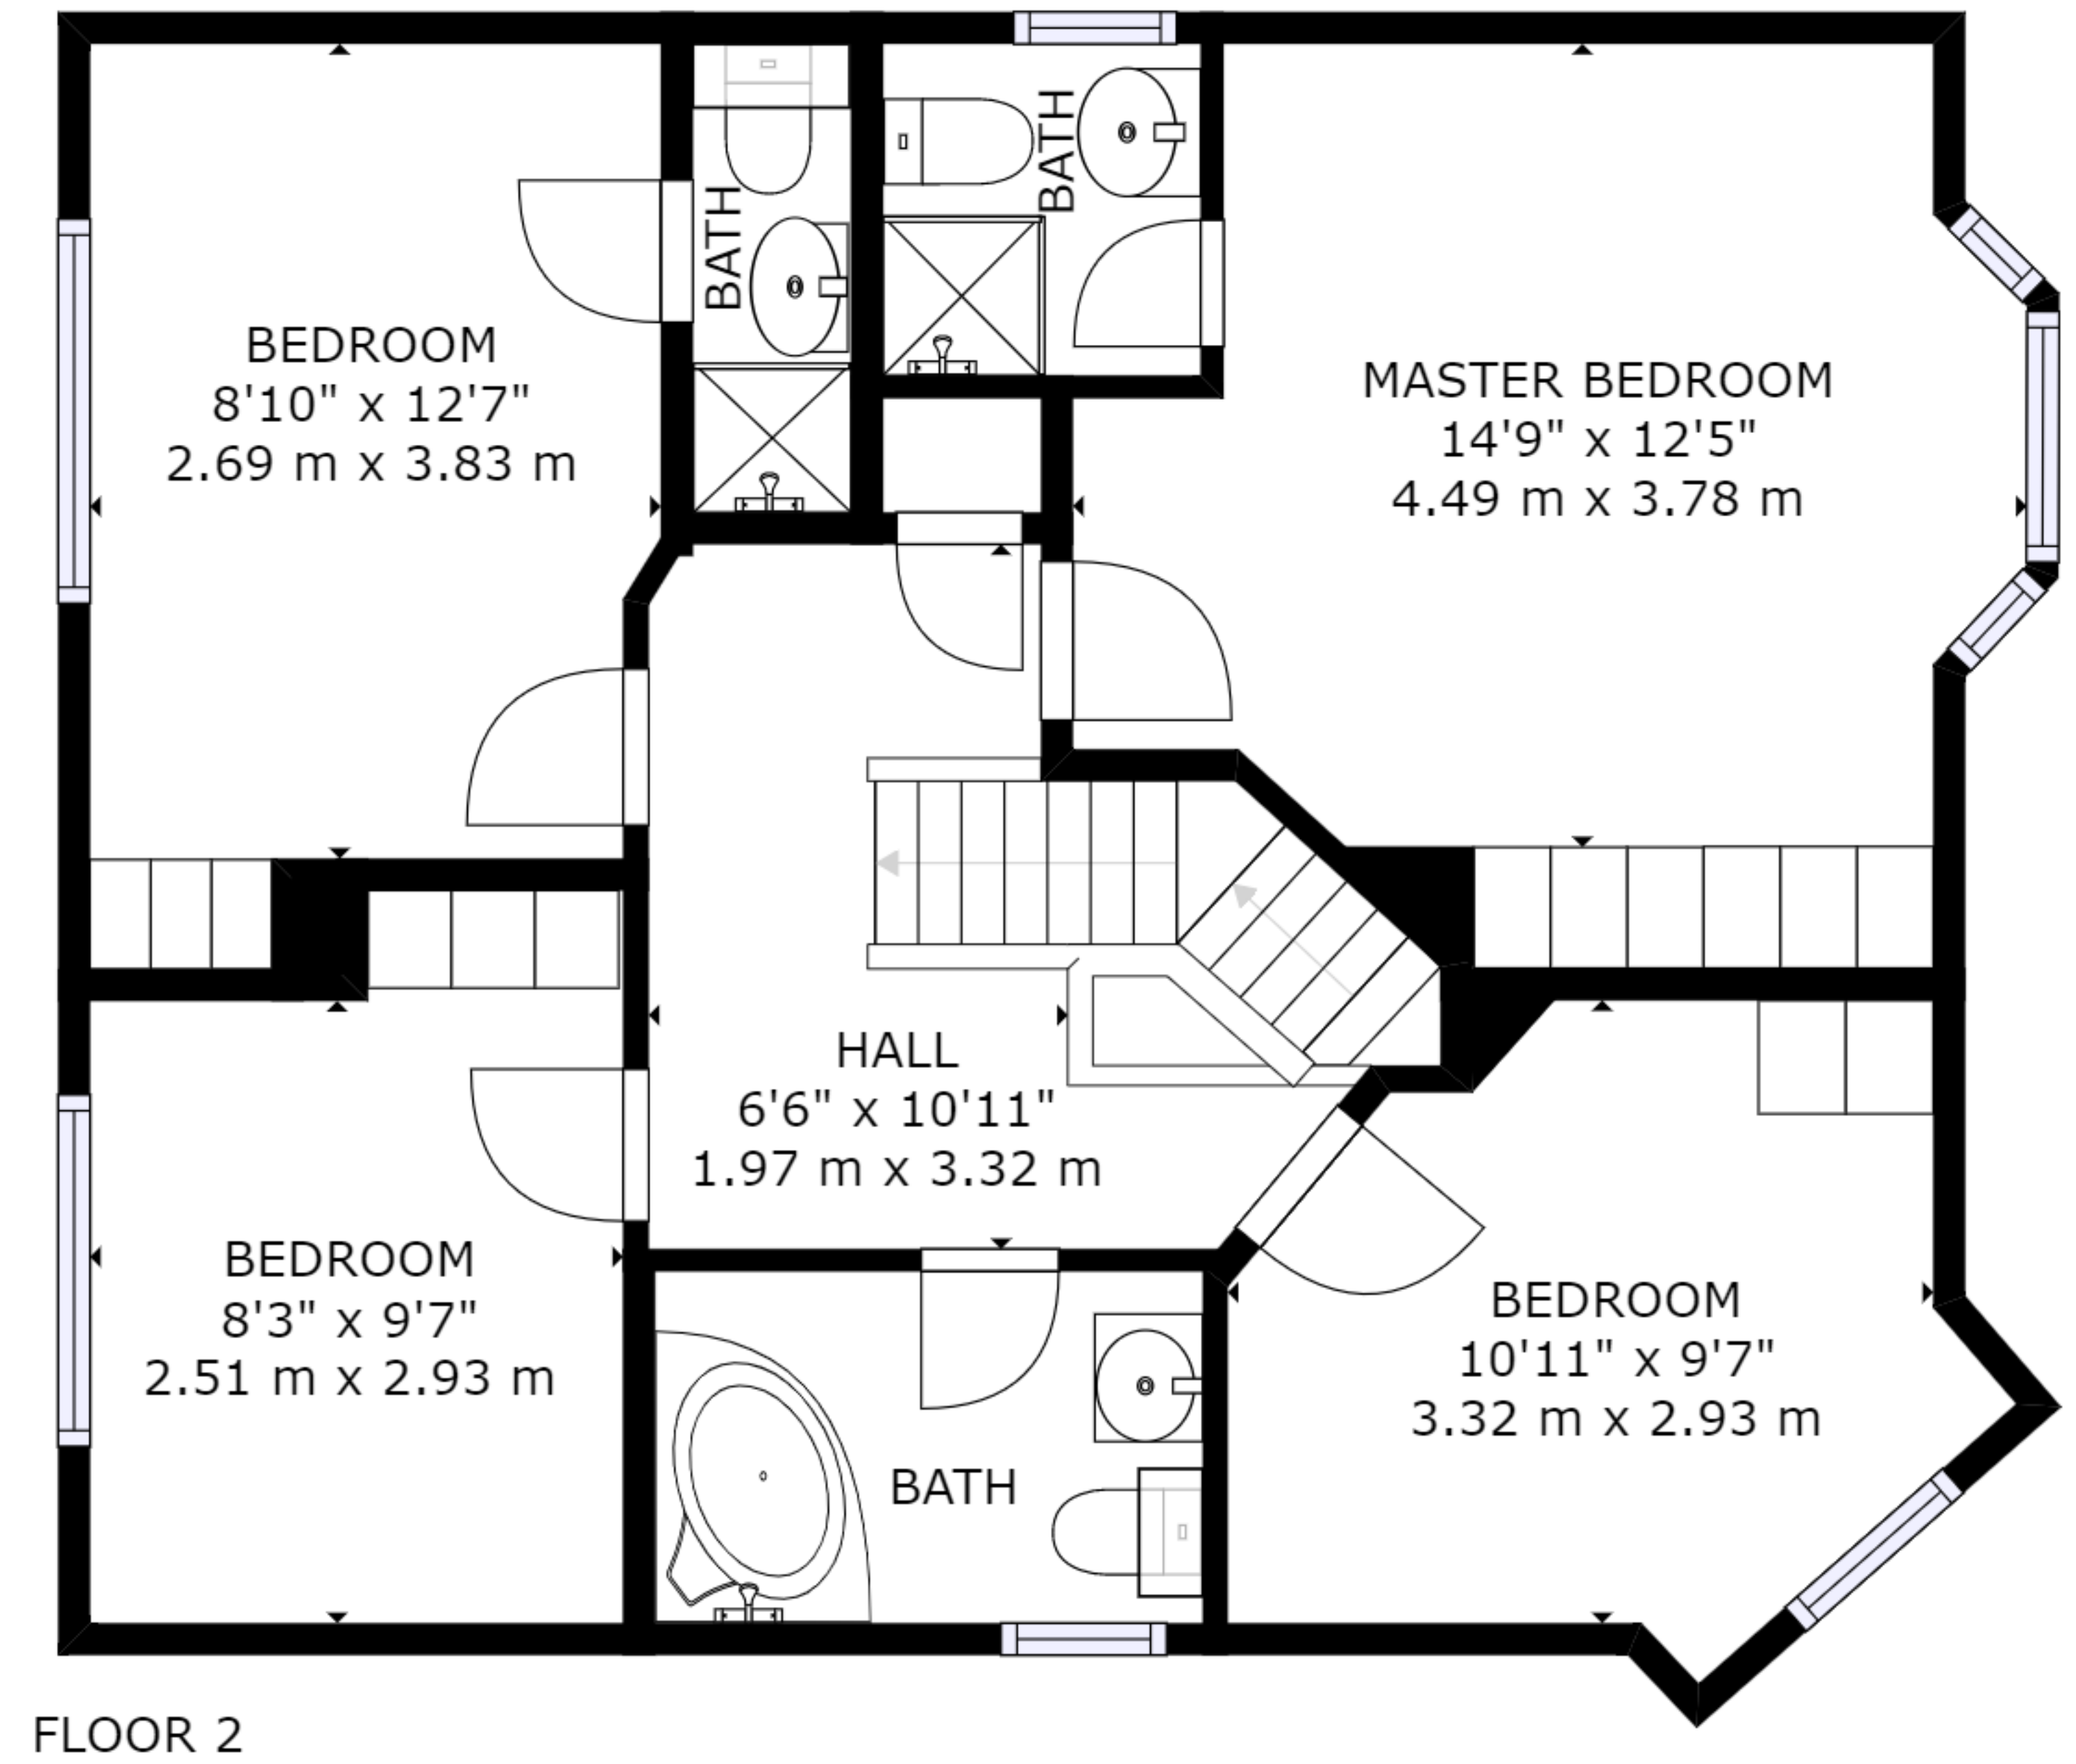 BATH
BATH
BEDROOM
8'10" x 12'7"
2.69 m x 3.83 m
MASTER BEDROOM
14'9" x 12'5"
4.49 m x 3.78 m
HALL
6'6" x 10'11"
1.97 m x 3.32 m
BEDROOM
8'3" x 9'7"
2.51 m x 2.93 m
BEDROOM
10'11" x 9'7"
3.32 m x 2.93 m
BATH
FLOOR 2